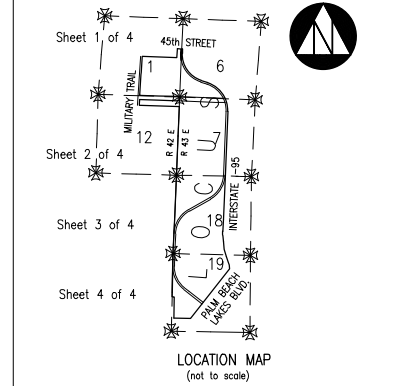 N
Sheet 1 of 4
45th STREET
1
6
MILITARY TRAIL
12
R 42 E
R 43 E
7
LOCUS
Sheet 2 of 4
INTERSTATE I-95
Sheet 3 of 4
18
19
Sheet 4 of 4
PALM BEACH
LAKES BLVD.
LOCATION MAP
(not to scale)